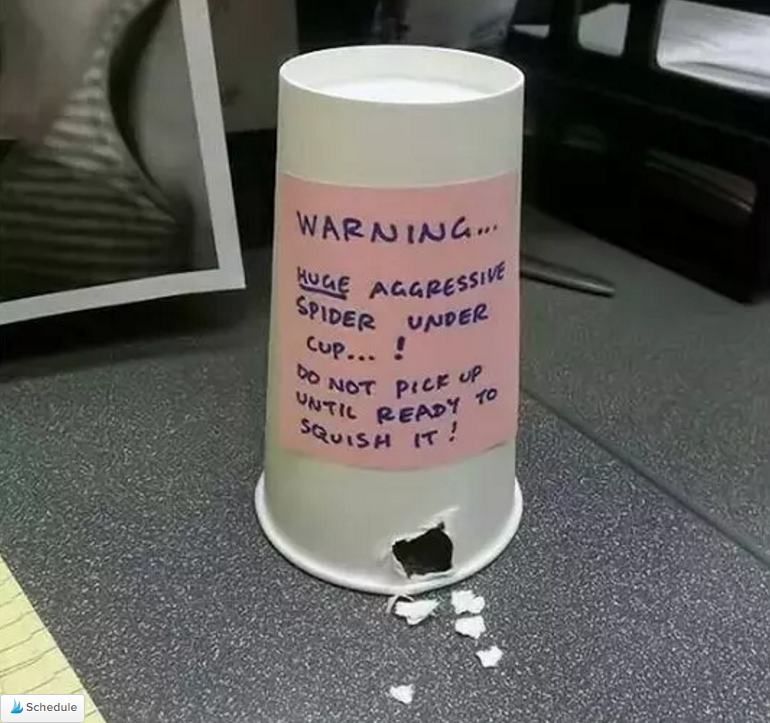 WARNING...
HUGE AGGRESSIVE
SPIDER UNDER
CUP... !
DO NOT PICK UP
UNTIL READY TO
SQUISH IT!
Schedule